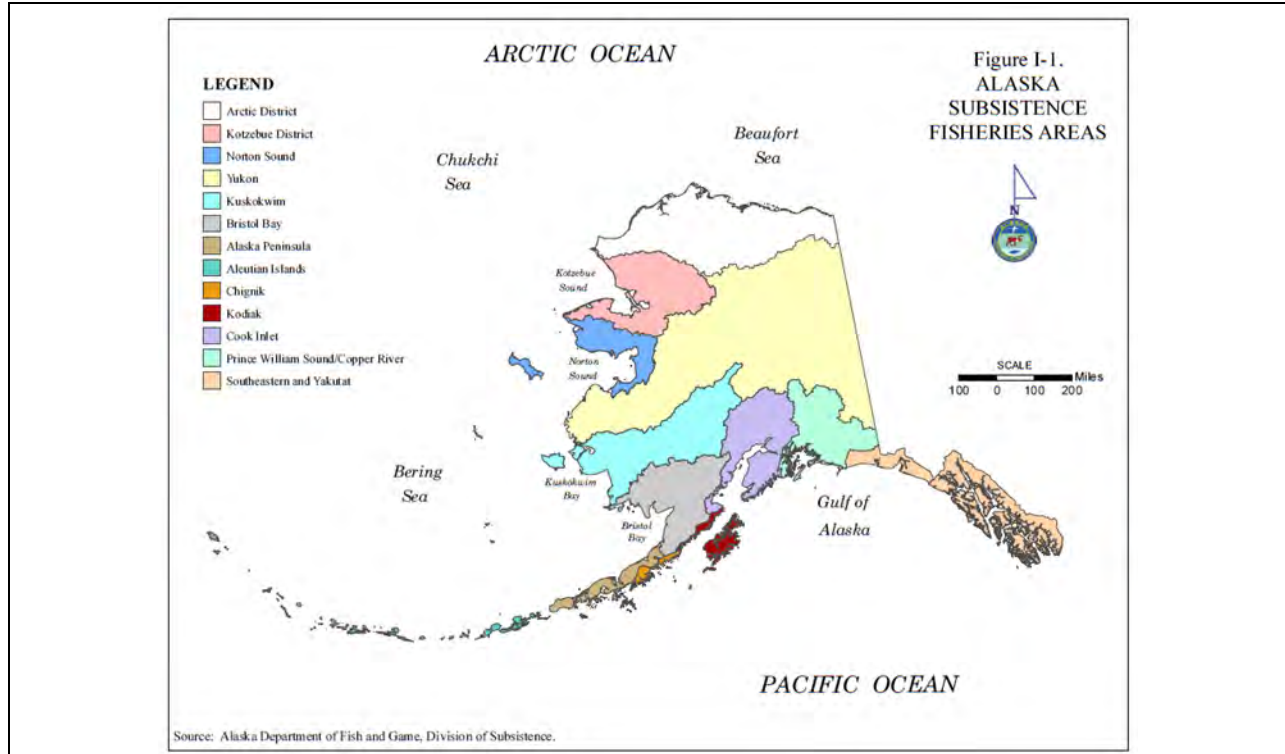 ARCTIC OCEAN
Figure I-1.
ALASKA
SUBSISTENCE
FISHERIES AREAS
LEGEND
Arctic District
Kotzebue District
Norton Sound
Yukon
Kuskokwim
Bristol Bay
Alaska Peninsula
Aleutian Islands
Chignik
Kodiak
Cook Inlet
Prince William Sound/Copper River
Southeastern and Yakutat
Beaufort
Sea
Chukchi
Sea
N
Kotzebue
Sound
Norton
Sound
SCALE
Miles
100 0 100 200
Bering
Sea
Kuskokwim
Bay
Bristol
Bay
Gulf of
Alaska
PACIFIC OCEAN
Source: Alaska Department of Fish and Game, Division of Subsistence.